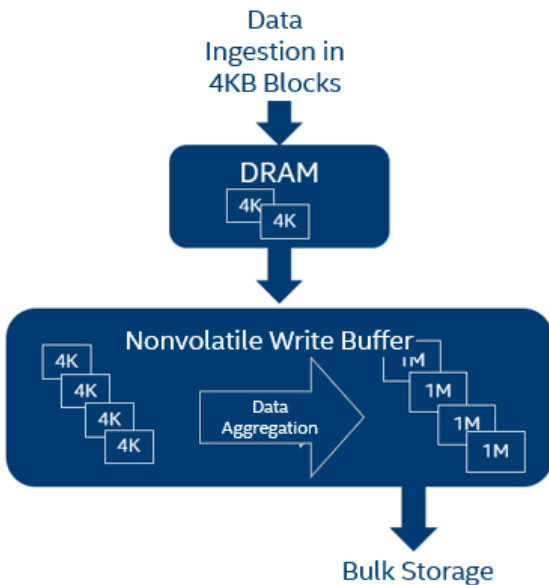 Data
Ingestion in
4KB Blocks
DRAM
4K
4K
Nonvolatile Write Buffer
4K
4K
4K
4K
Data
Aggregation
1M
1M
1M
1M
Bulk Storage